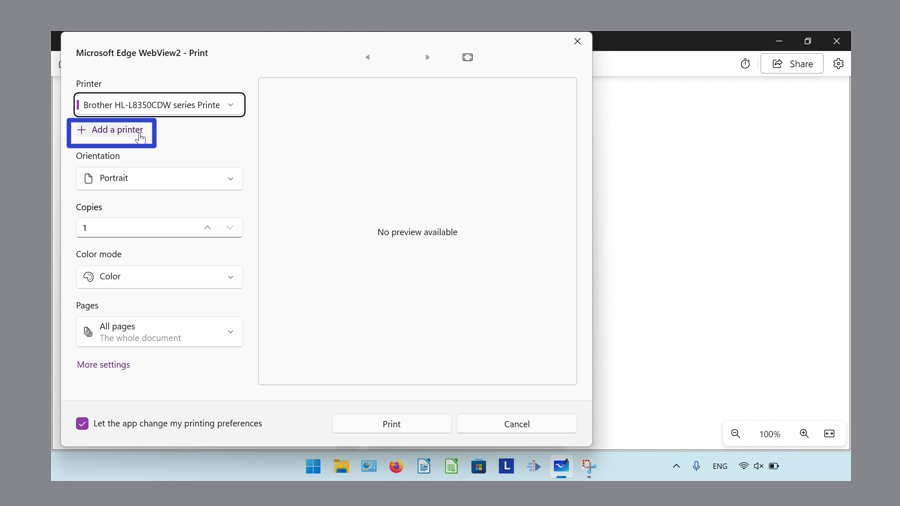 Microsoft Edge WebView2 - Print
Share
Printer
Brother HL-L8350CDW series Printe
Add a printer
Orientation
Portrait
Copies
1
Color mode
Color
Pages
All pages
The whole document
More settings
No preview available
Let the app change my printing preferences
Print
Cancel
100%
L
ENG